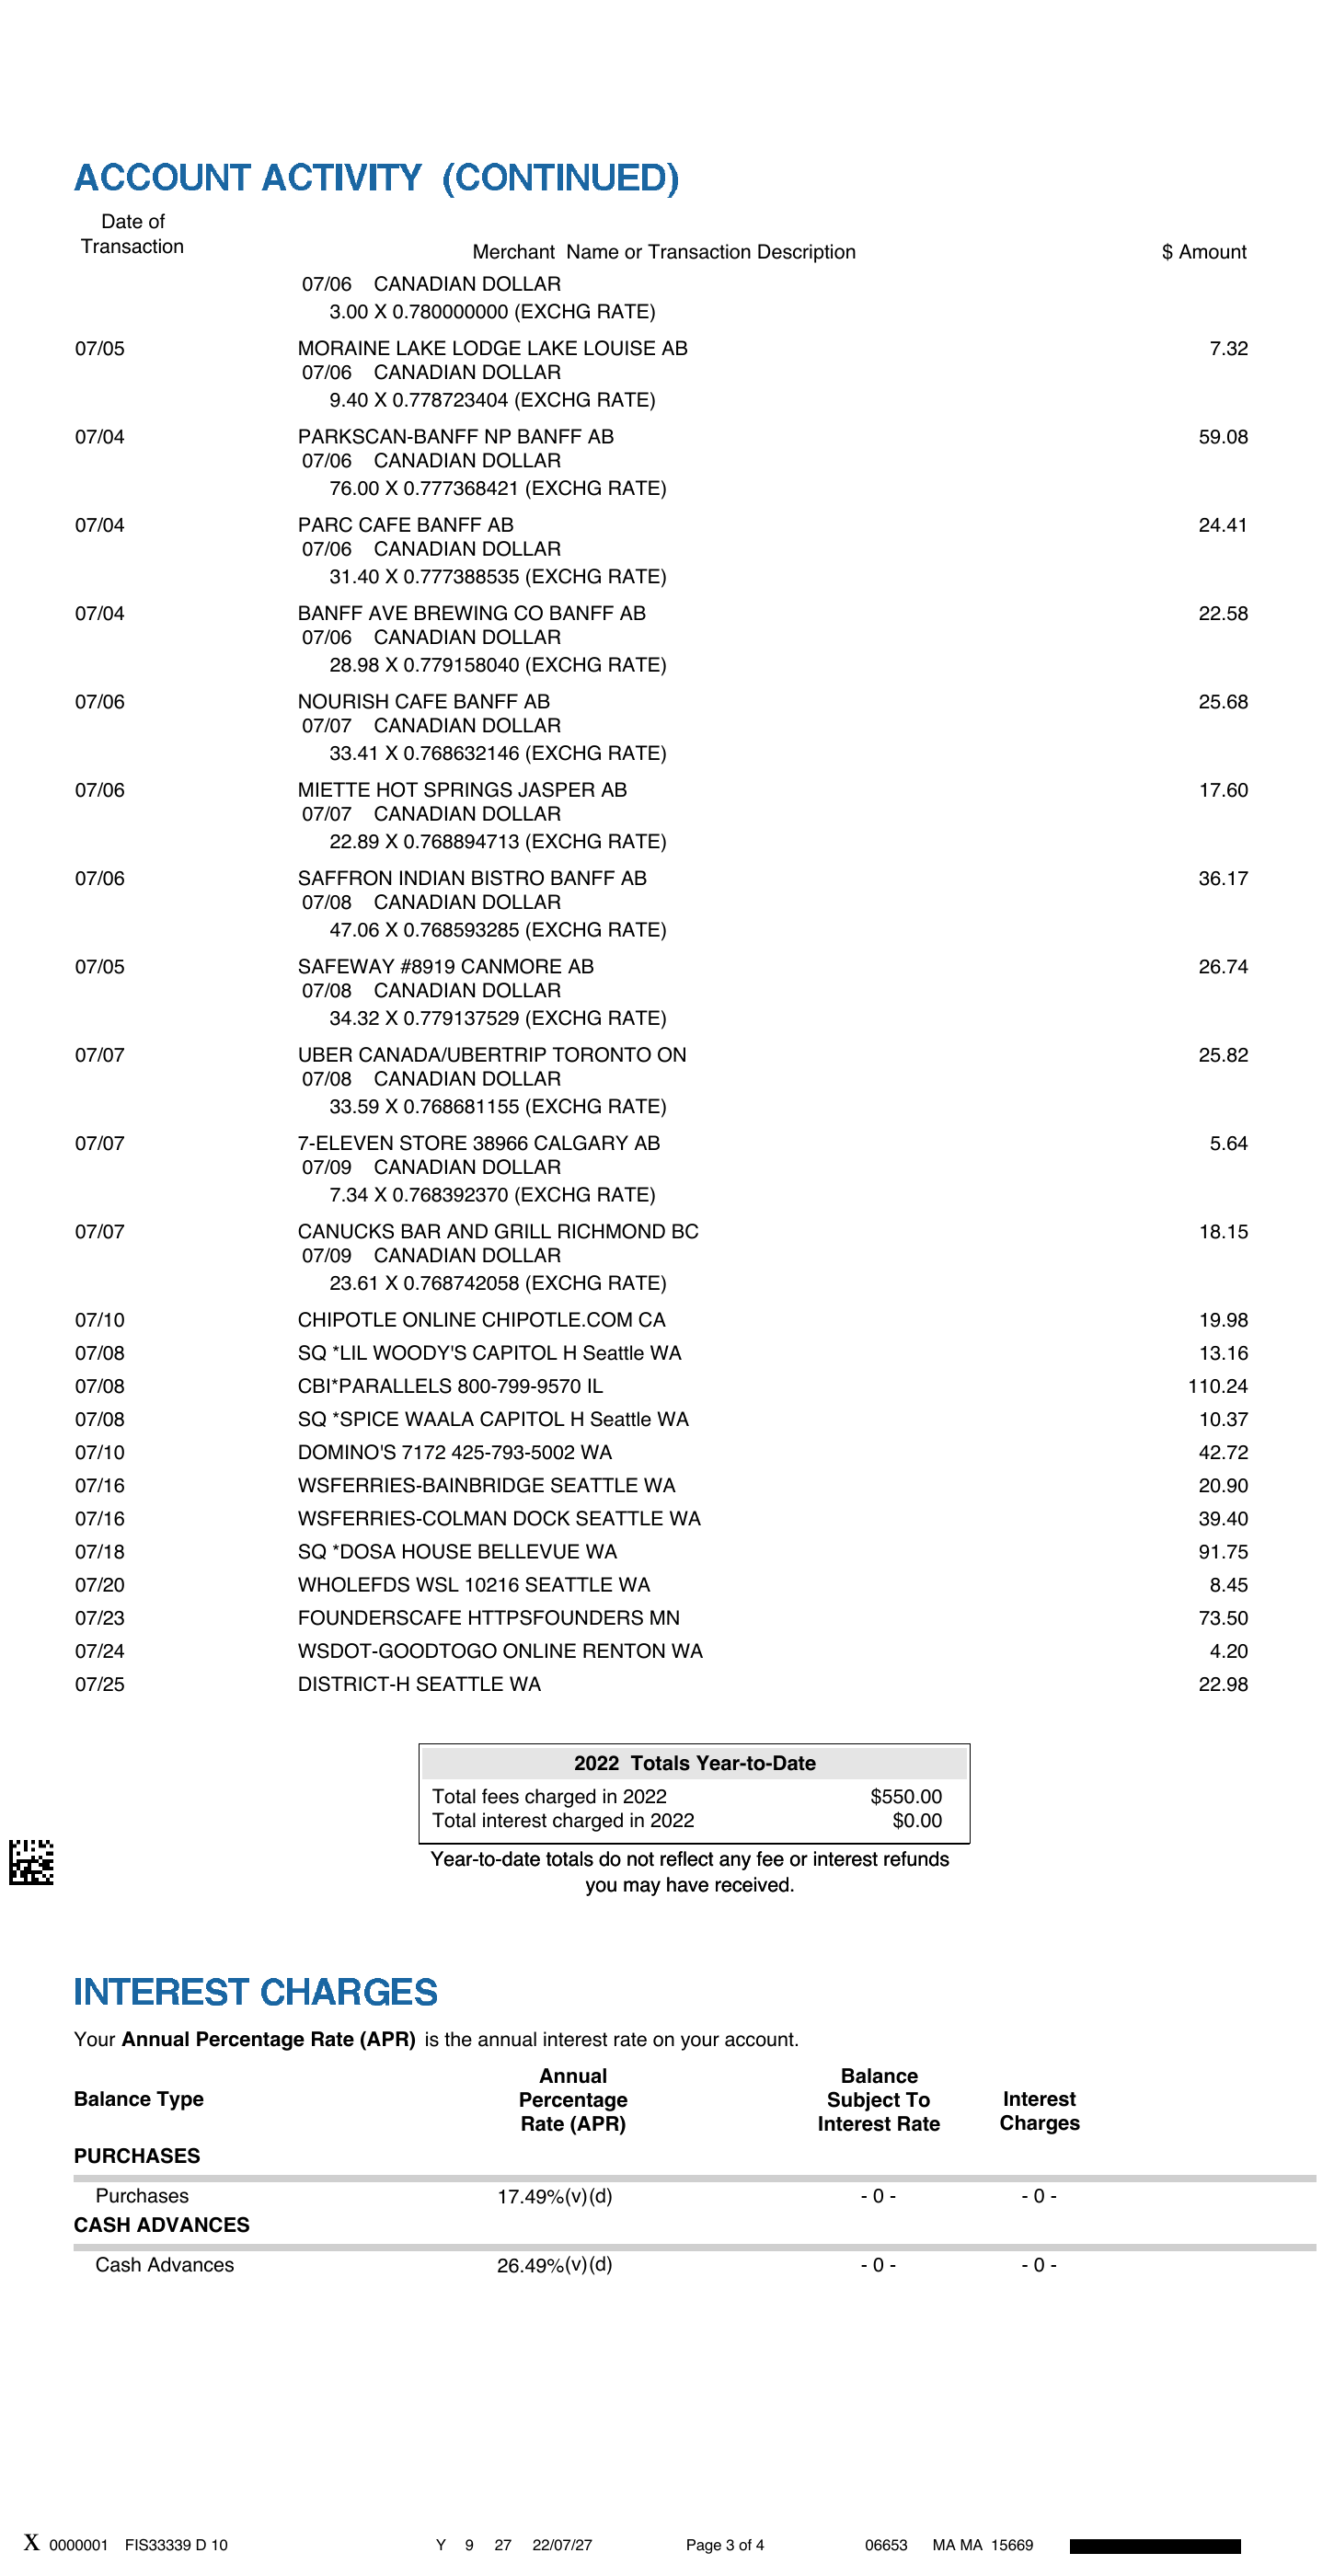 ACCOUNT ACTIVITY (CONTINUED)
Date of
Transaction Merchant Name or Transaction Description $ Amount
07/06 CANADIAN DOLLAR
3.00 X 0.780000000 (EXCHG RATE)
07/05 MORAINE LAKE LODGE LAKE LOUISE AB 7.32
07/06 CANADIAN DOLLAR
9.40 X 0.778723404 (EXCHG RATE)
07/04 PARKSCAN-BANFF NP BANFF AB 59.08
07/06 CANADIAN DOLLAR
76.00 X 0.777368421 (EXCHG RATE)
07/04 PARC CAFE BANFF AB 24.41
07/06 CANADIAN DOLLAR
31.40 X 0.777388535 (EXCHG RATE)
07/04 BANFF AVE BREWING CO BANFF AB 22.58
07/06 CANADIAN DOLLAR
28.98 X 0.779158040 (EXCHG RATE)
07/06 NOURISH CAFE BANFF AB 25.68
07/07 CANADIAN DOLLAR
33.41 X 0.768632146 (EXCHG RATE)
07/06 MIETTE HOT SPRINGS JASPER AB 17.60
07/07 CANADIAN DOLLAR
22.89 X 0.768894713 (EXCHG RATE)
07/06 SAFFRON INDIAN BISTRO BANFF AB 36.17
07/08 CANADIAN DOLLAR
47.06 X 0.768593285 (EXCHG RATE)
07/05 SAFEWAY #8919 CANMORE AB 26.74
07/08 CANADIAN DOLLAR
34.32 X 0.779137529 (EXCHG RATE)
07/07 UBER CANADA/UBERTRIP TORONTO ON 25.82
07/08 CANADIAN DOLLAR
33.59 X 0.768681155 (EXCHG RATE)
07/07 7-ELEVEN STORE 38966 CALGARY AB 5.64
07/09 CANADIAN DOLLAR
7.34 X 0.768392370 (EXCHG RATE)
07/07 CANUCKS BAR AND GRILL RICHMOND BC 18.15
07/09 CANADIAN DOLLAR
23.61 X 0.768742058 (EXCHG RATE)
07/10 CHIPOTLE ONLINE CHIPOTLE.COM CA 19.98
07/08 SQ *LIL WOODY'S CAPITOL H Seattle WA 13.16
07/08 CBI*PARALLELS 800-799-9570 IL 110.24
07/08 SQ *SPICE WAALA CAPITOL H Seattle WA 10.37
07/10 DOMINO'S 7172 425-793-5002 WA 42.72
07/16 WSFERRIES-BAINBRIDGE SEATTLE WA 20.90
07/16 WSFERRIES-COLMAN DOCK SEATTLE WA 39.40
07/18 SQ *DOSA HOUSE BELLEVUE WA 91.75
07/20 WHOLEFDS WSL 10216 SEATTLE WA 8.45
07/23 FOUNDERSCAFE HTTPSFOUNDERS MN 73.50
07/24 WSDOT-GOODTOGO ONLINE RENTON WA 4.20
07/25 DISTRICT-H SEATTLE WA 22.98
2022 Totals Year-to-Date
Total fees charged in 2022 $550.00
Total interest charged in 2022 $0.00
Year-to-date totals do not reflect any fee or interest refunds
you may have received.
INTEREST CHARGES
Your Annual Percentage Rate (APR) is the annual interest rate on your account.
Annual Balance
Balance Type Percentage Subject To Interest
Rate (APR) Interest Rate Charges
PURCHASES
Purchases 17.49%(v)(d) - 0 - - 0 -
CASH ADVANCES
Cash Advances 26.49%(v)(d) - 0 - - 0 -
X 0000001 FIS33339 D 10 Y 9 27 22/07/27 Page 3 of 4 06653 MA MA 15669